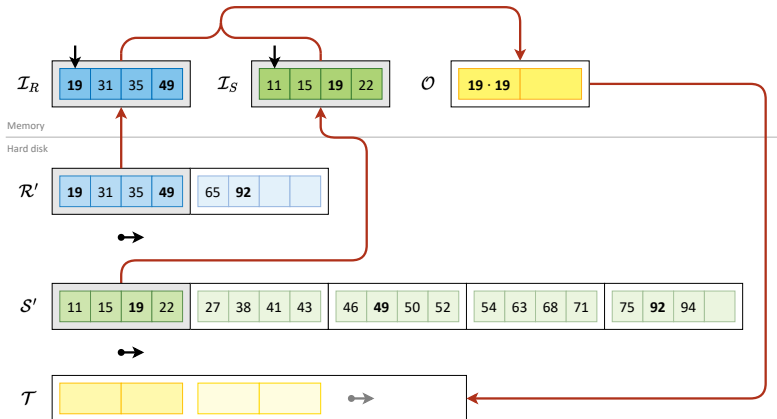 I_R 19 31 35 49 I_S 11 15 19 22 O 19 · 19
Memory
Hard disk
R′ 19 31 35 49 65 92
S′ 11 15 19 22 27 38 41 43 46 49 50 52 54 63 68 71 75 92 94
T